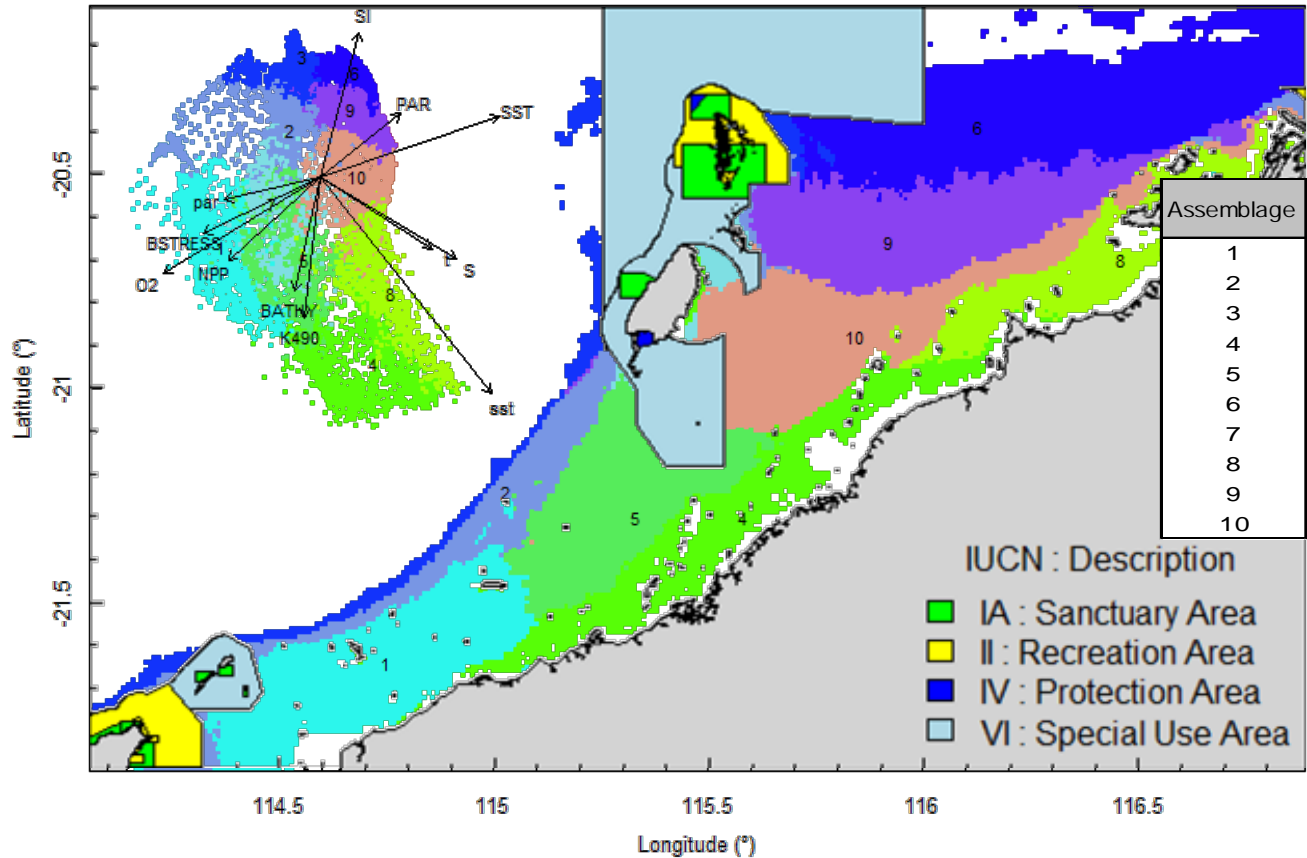 SI
3
6
PAR
SST
9
2
10
par
7
BSTRESS
1
NPP
O2
5
t
S
BATHY
K490
8
4
sst
6
9
10
8
2
5
4
1
Assemblage
1
2
3
4
5
6
7
8
9
10
IUCN : Description
IA : Sanctuary Area
II : Recreation Area
IV : Protection Area
VI : Special Use Area
-20.5
-21
-21.5
Latitude (°)
114.5 115 115.5 116 116.5
Longitude (°)